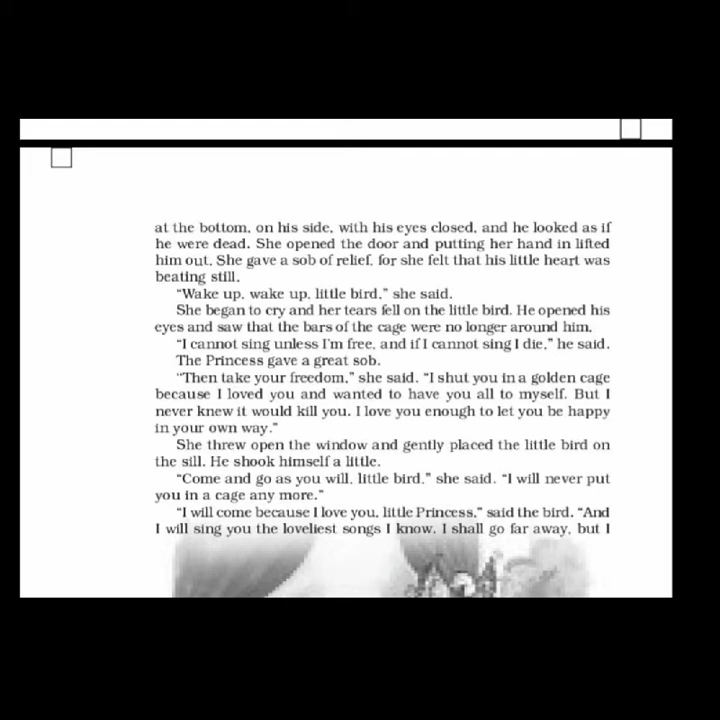 at the bottom, on his side, with his eyes closed, and he looked as if
he were dead. She opened the door and putting her hand in lifted
him out. She gave a sob of relief, for she felt that his little heart was
beating still.
“Wake up, wake up, little bird,” she said.
She began to cry and her tears fell on the little bird. He opened his
eyes and saw that the bars of the cage were no longer around him.
“I cannot sing unless I'm free, and if I cannot sing I die,” he said.
The Princess gave a great sob.
“Then take your freedom,” she said. “I shut you in a golden cage
because I loved you and wanted to have you all to myself. But I
never knew it would kill you. I love you enough to let you be happy
in your own way.”
She threw open the window and gently placed the little bird on
the sill. He shook himself a little.
“Come and go as you will, little bird,” she said. “I will never put
you in a cage any more.”
“I will come because I love you, little Princess,” said the bird. “And
I will sing you the loveliest songs I know. I shall go far away, but I